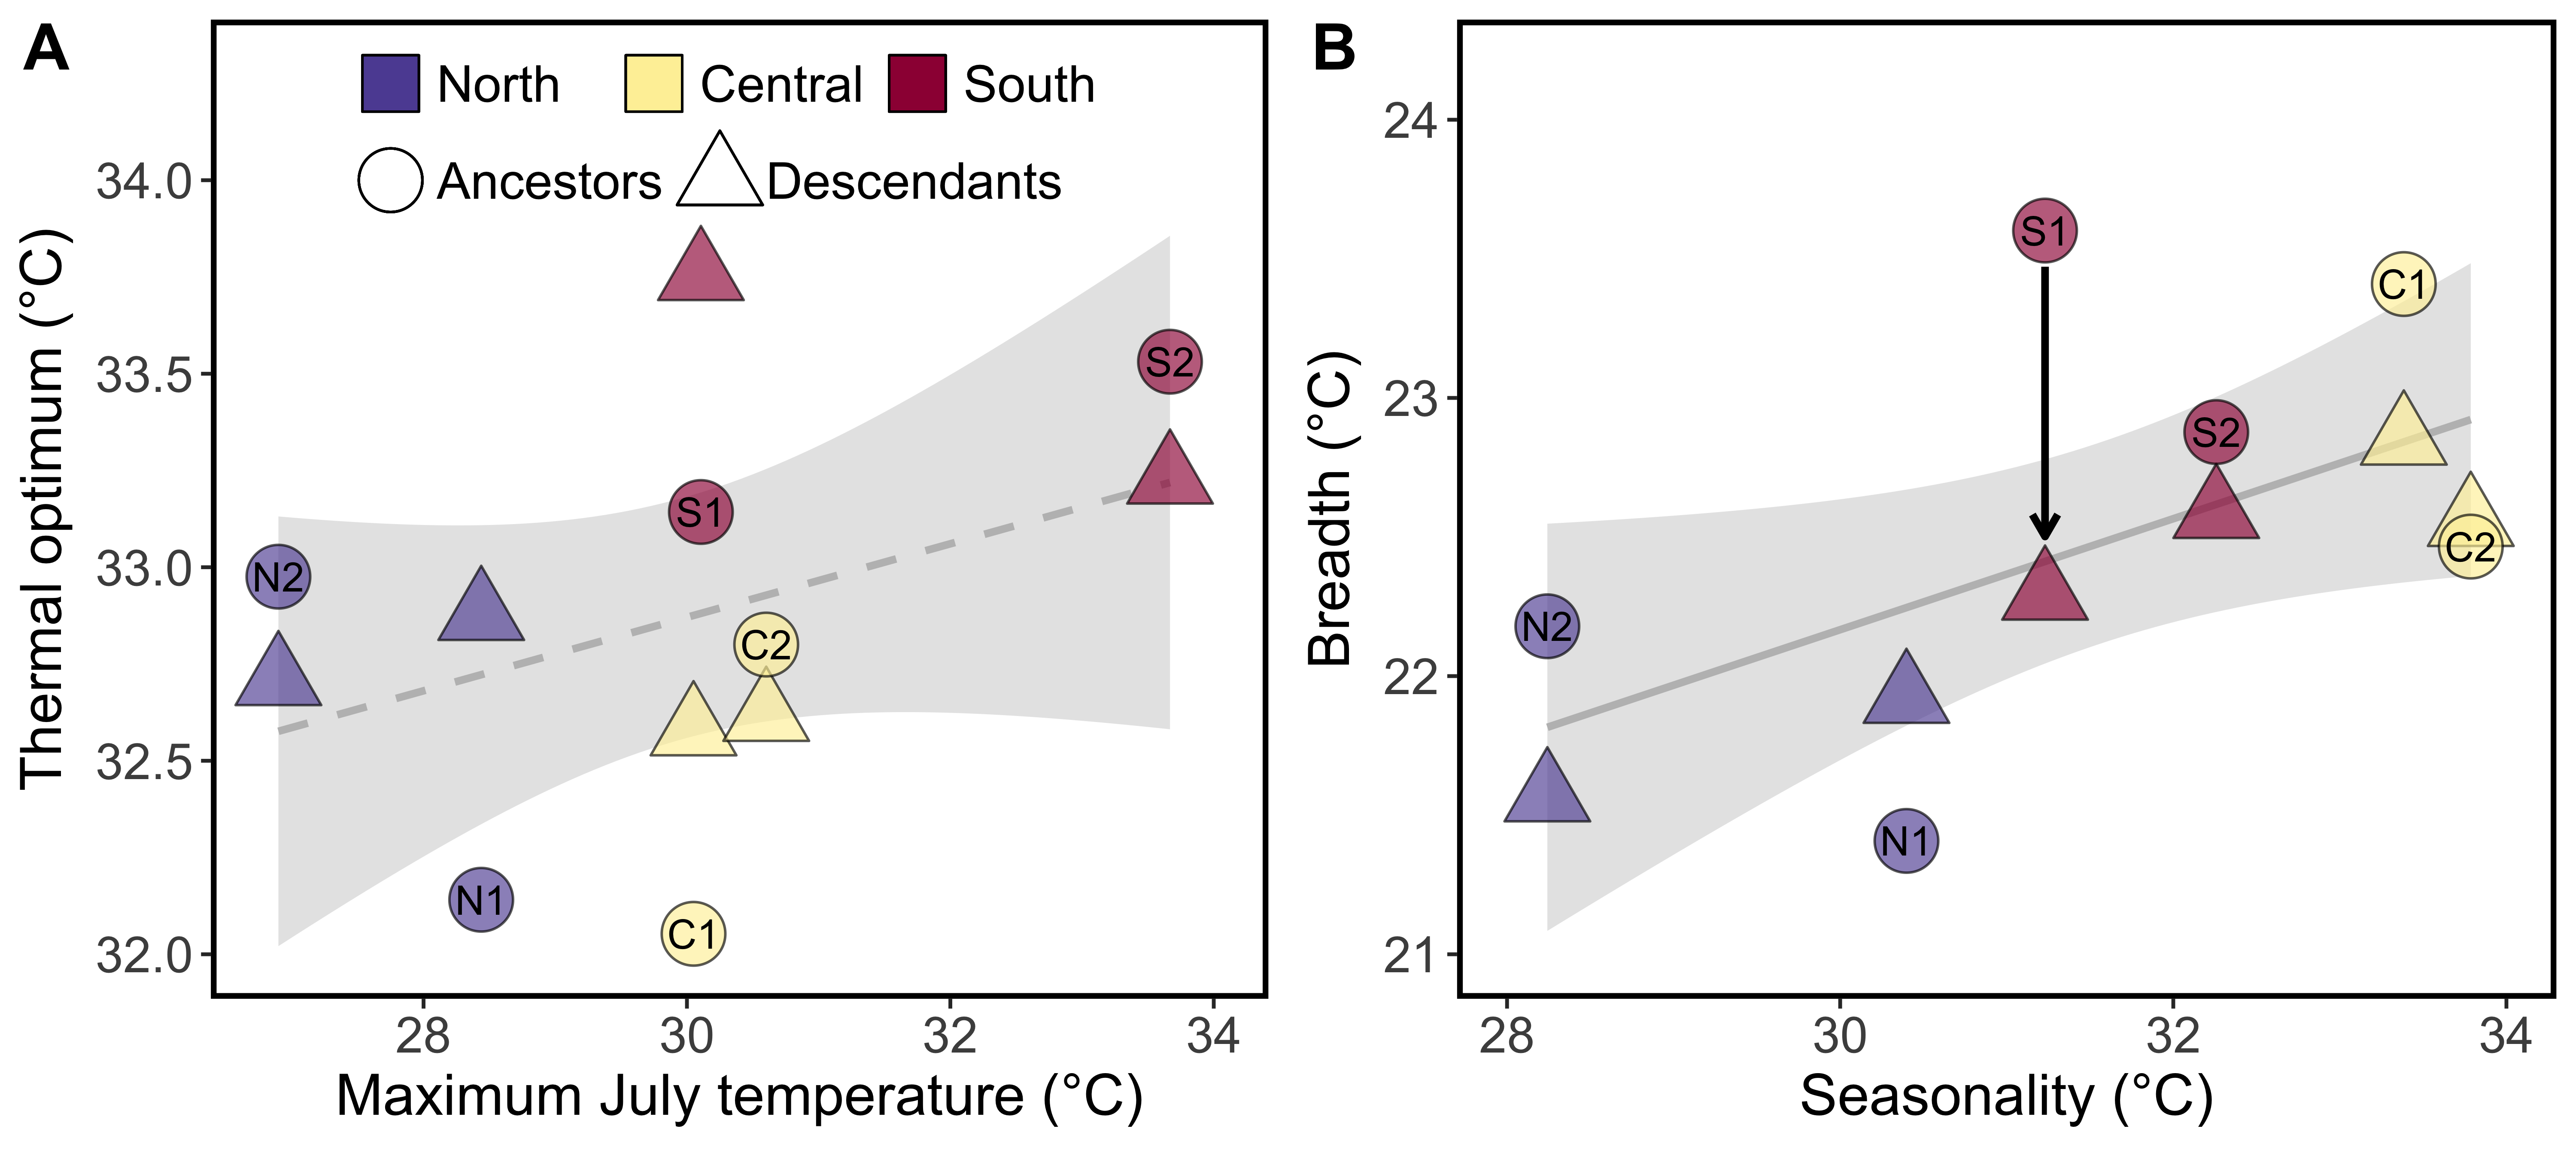 A
North Central South
Ancestors Descendants
Thermal optimum (°C)
34.0
33.5
33.0
32.5
32.0
S2
S1
N2
C2
N1
C1
28 30 32 34
Maximum July temperature (°C)
B
Breadth (°C)
24
23
22
21
S1
C1
S2
C2
N2
N1
28 30 32 34
Seasonality (°C)